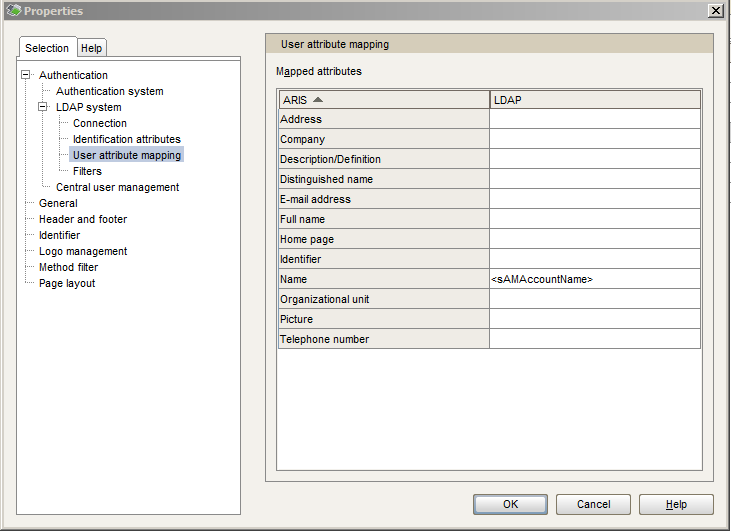 Properties
Selection Help
Authentication
Authentication system
LDAP system
Connection
Identification attributes
User attribute mapping
Filters
Central user management
General
Header and footer
Identifier
Logo management
Method filter
Page layout
User attribute mapping
Mapped attributes
ARIS LDAP
Address
Company
Description/Definition
Distinguished name
E-mail address
Full name
Home page
Identifier
Name <sAMAccountName>
Organizational unit
Picture
Telephone number
OK Cancel Help